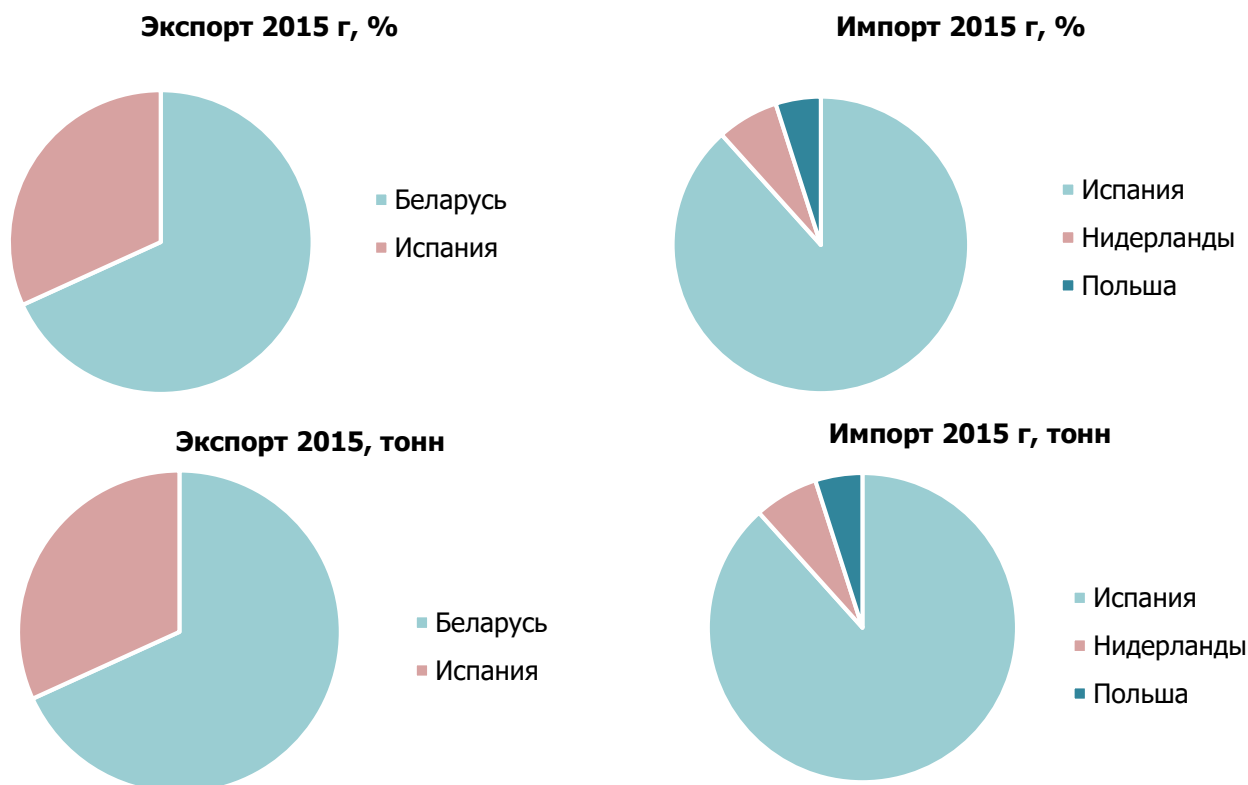 Экспорт 2015 г, %
Беларусь
Испания
Импорт 2015 г, %
Испания
Нидерланды
Польша
Экспорт 2015, тонн
Беларусь
Испания
Импорт 2015 г, тонн
Испания
Нидерланды
Польша